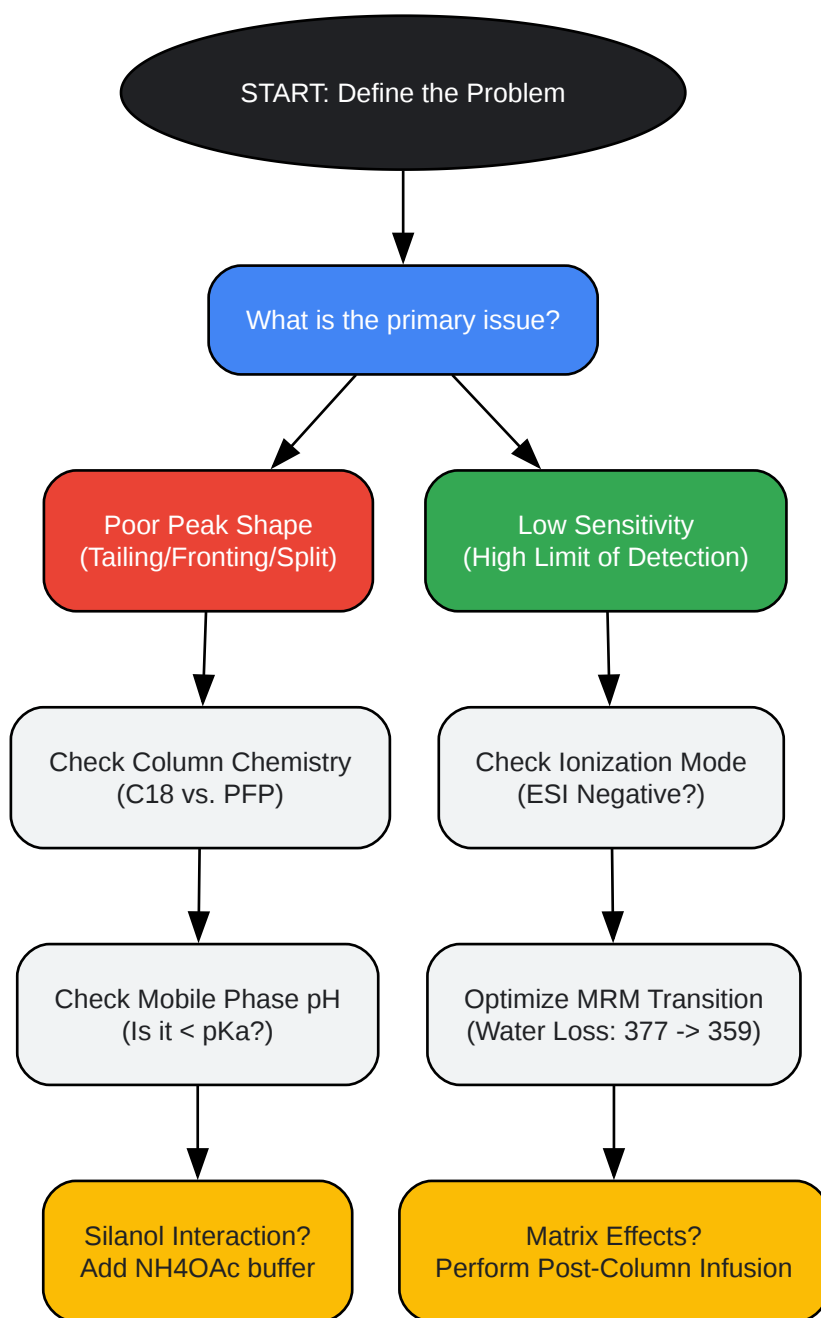 START: Define the Problem
What is the primary issue?
Poor Peak Shape
(Tailing/Fronting/Split)
Low Sensitivity
(High Limit of Detection)
Check Column Chemistry
(C18 vs. PFP)
Check Ionization Mode
(ESI Negative?)
Check Mobile Phase pH
(Is it < pKa?)
Optimize MRM Transition
(Water Loss: 377 -> 359)
Silanol Interaction?
Add NH4OAc buffer
Matrix Effects?
Perform Post-Column Infusion